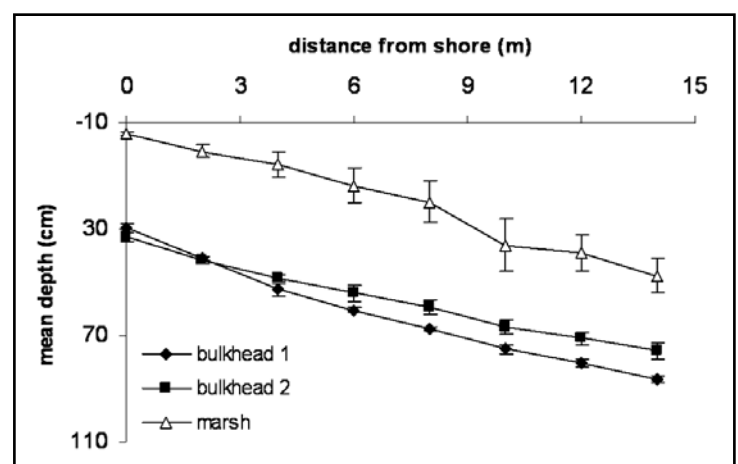 distance from shore (m)
0 3 6 9 12 15
-10
30
70
110
mean depth (cm)
bulkhead 1
bulkhead 2
marsh